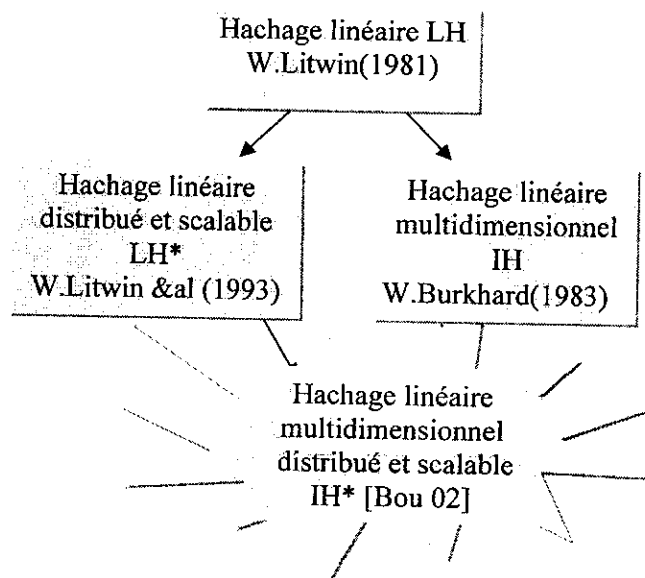 Hachage linéaire LH
W.Litwin(1981)
Hachage linéaire
distribué et scalable
LH*
W.Litwin &al (1993)
Hachage linéaire
multidimensionnel
IH
W.Burkhard(1983)
Hachage linéaire
multidimensionnel
distribué et scalable
IH* [Bou 02]